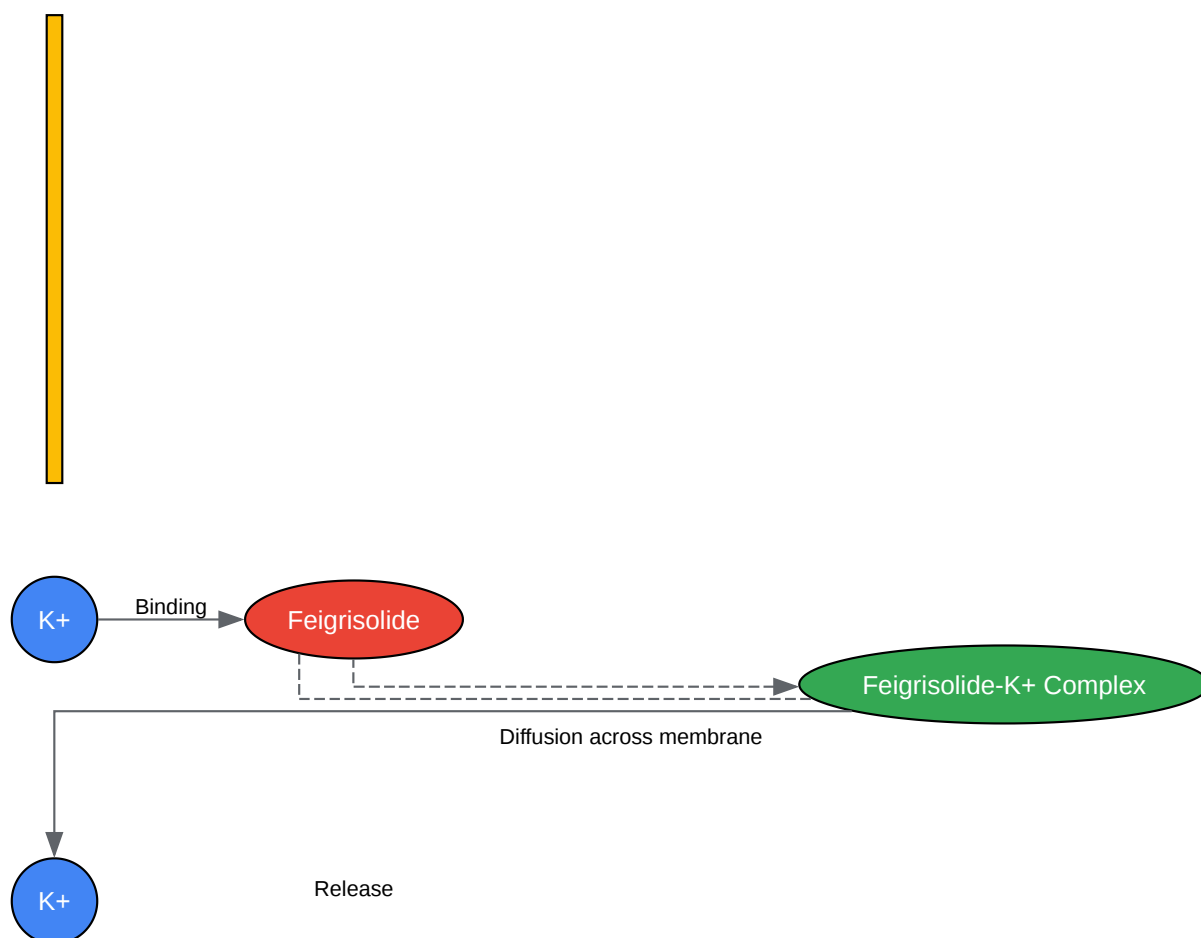 K+
Binding
Feigrisolide
Feigrisolide-K+ Complex
Diffusion across membrane
K+
Release